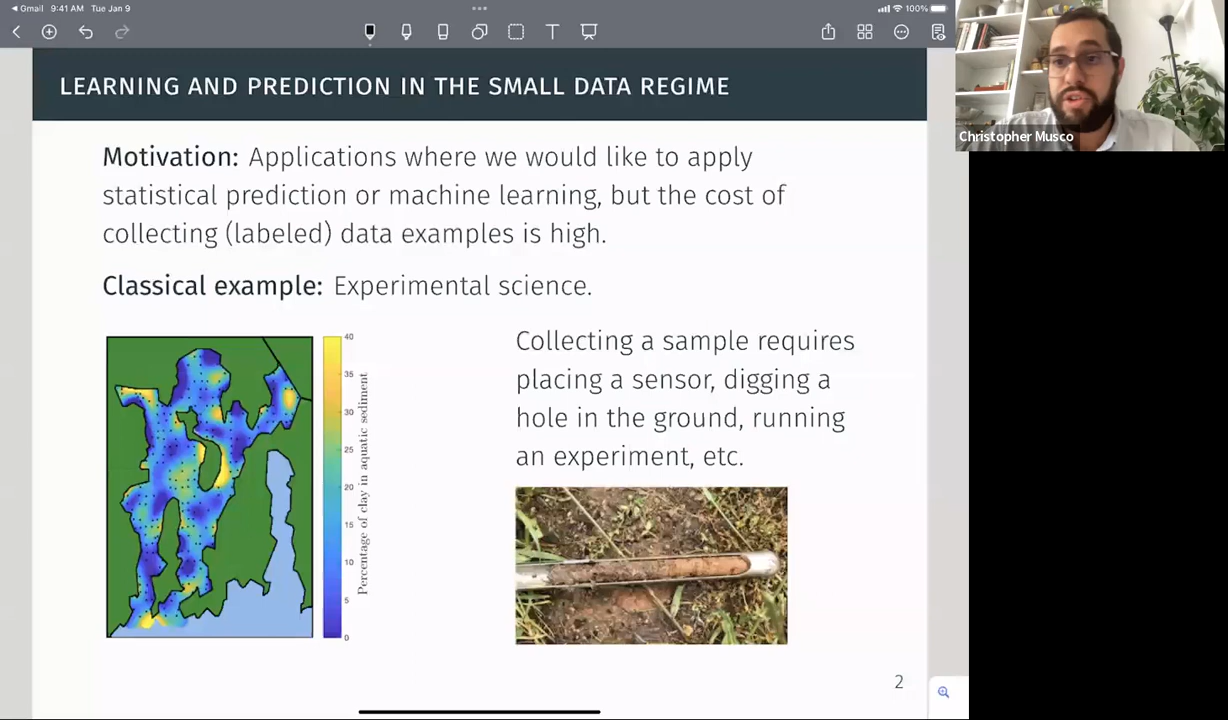 Gmail 9:41 AM Tue Jan 9
100%
LEARNING AND PREDICTION IN THE SMALL DATA REGIME
Christopher Musco
Motivation: Applications where we would like to apply
statistical prediction or machine learning, but the cost of
collecting (labeled) data examples is high.
Classical example: Experimental science.
40
35
30
25
20
15
10
5
0
Percentage of clay in aquatic sediment
Collecting a sample requires
placing a sensor, digging a
hole in the ground, running
an experiment, etc.
2